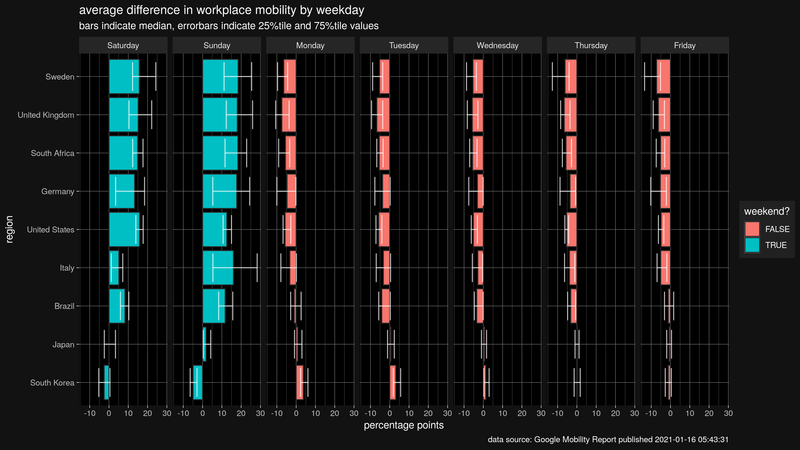 average difference in workplace mobility by weekday
bars indicate median, errorbars indicate 25%tile and 75%tile values
Saturday Sunday Monday Tuesday Wednesday Thursday Friday
Sweden
United Kingdom
South Africa
Germany
United States
Italy
Brazil
Japan
South Korea
region
-10 0 10 20 30 -10 0 10 20 30 -10 0 10 20 30 -10 0 10 20 30 -10 0 10 20 30 -10 0 10 20 30 -10 0 10 20 30
percentage points
weekend?
FALSE
TRUE
data source: Google Mobility Report published 2021-01-16 05:43:31